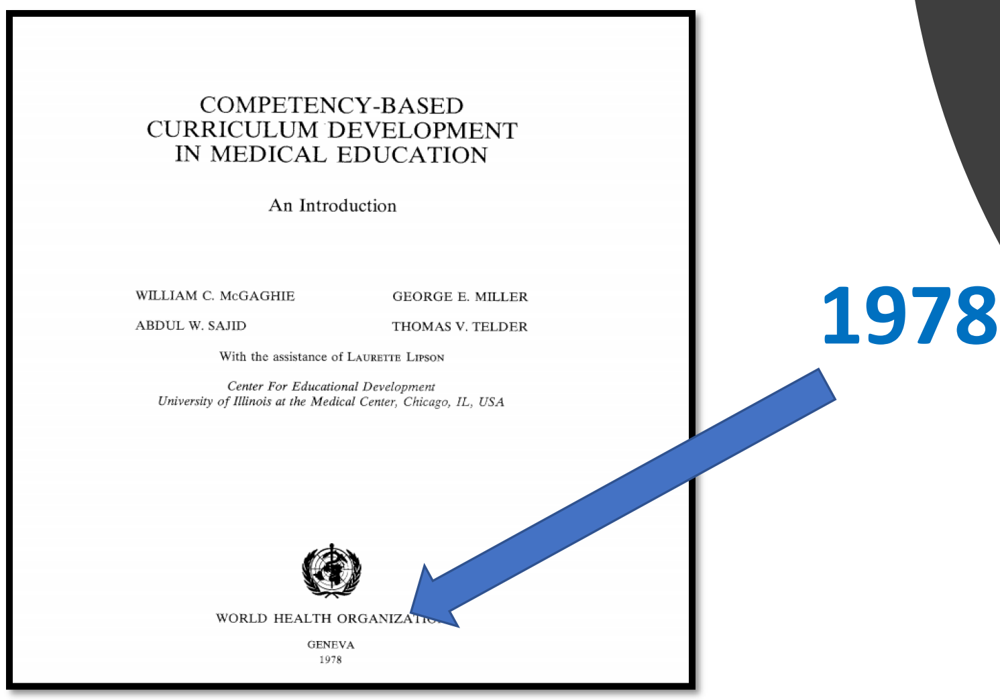 COMPETENCY-BASED
CURRICULUM DEVELOPMENT
IN MEDICAL EDUCATION
An Introduction
WILLIAM C. McGAGHIE GEORGE E. MILLER
ABDUL W. SAJID THOMAS V. TELDER
With the assistance of LAURETTE LIPSON
Center For Educational Development
University of Illinois at the Medical Center, Chicago, IL, USA
1978
WORLD HEALTH ORGANIZATION
GENEVA
1978